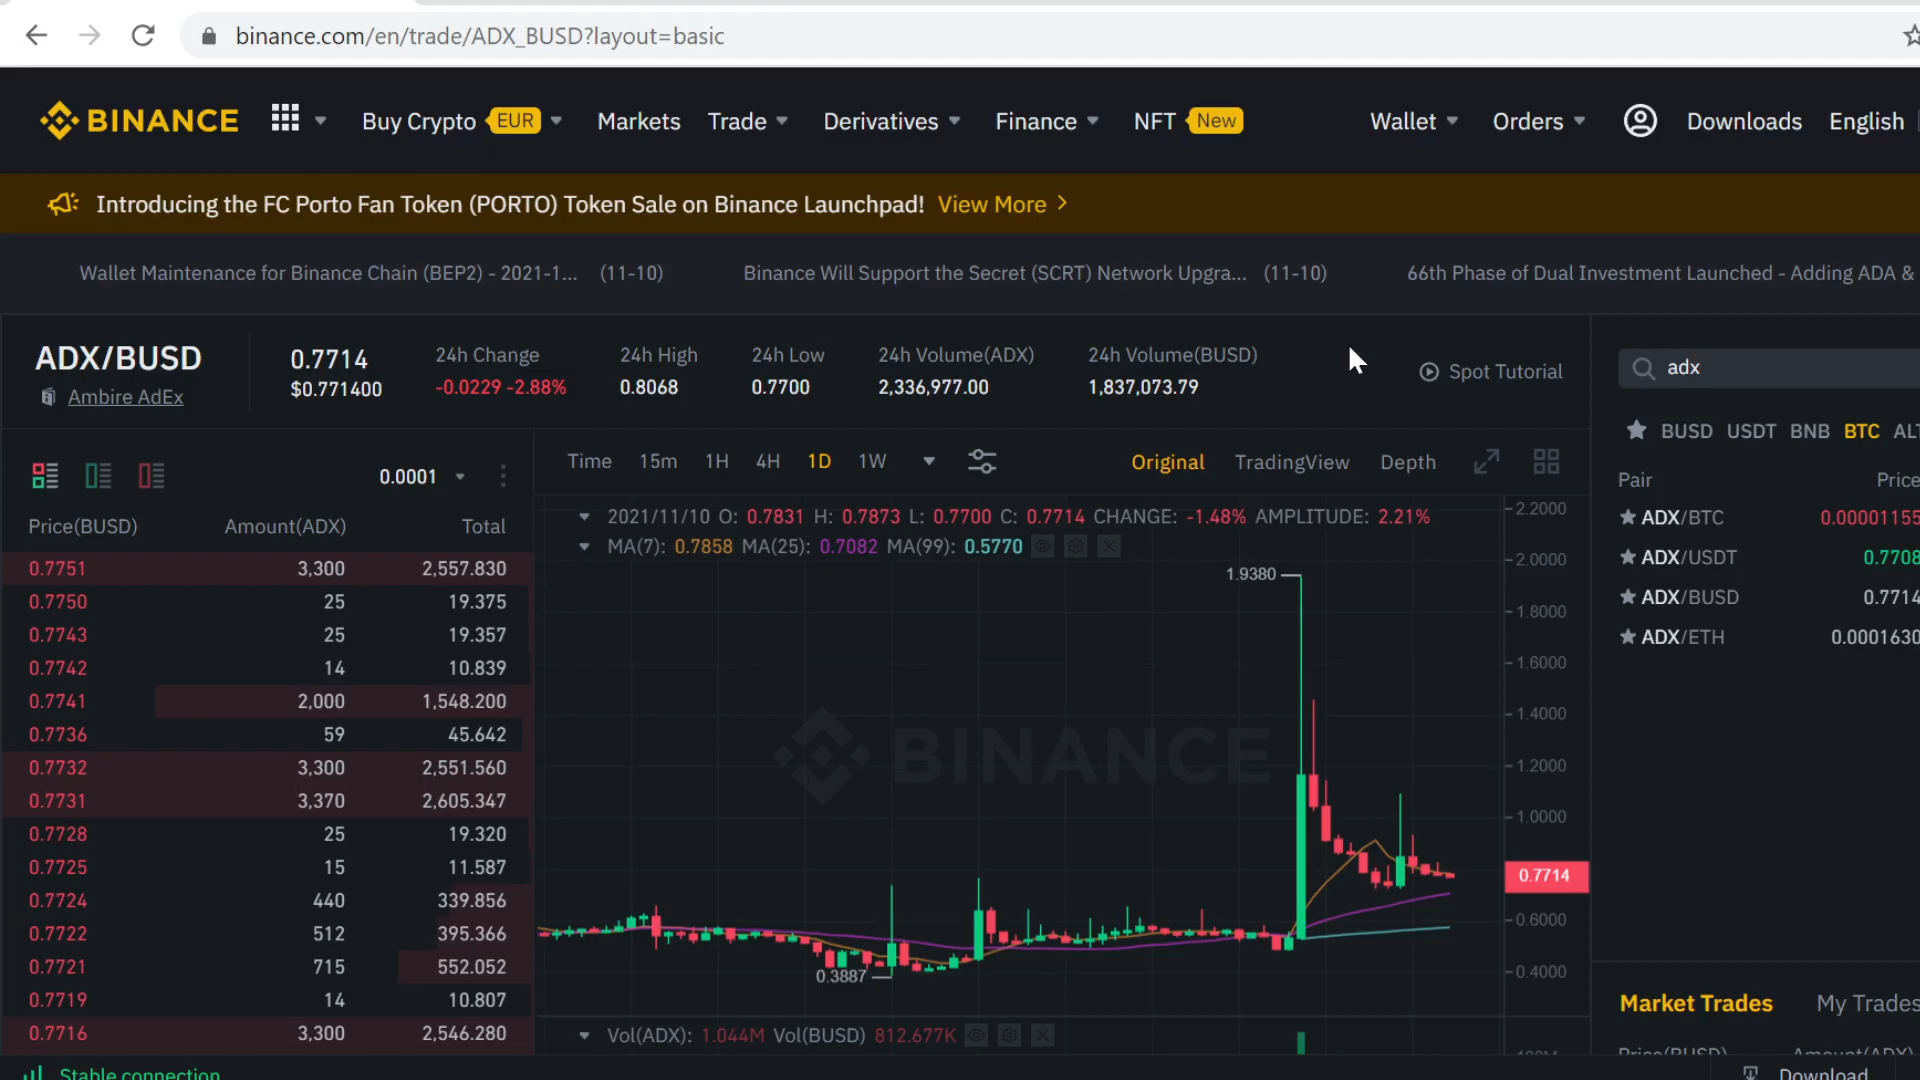 binance.com/en/trade/ADX_BUSD?layout=basic
BINANCE Buy Crypto EUR Markets Trade Derivatives Finance NFT New Wallet Orders Downloads English
Introducing the FC Porto Fan Token (PORTO) Token Sale on Binance Launchpad! View More
Wallet Maintenance for Binance Chain (BEP2) - 2021-1... (11-10) Binance Will Support the Secret (SCRT) Network Upgra... (11-10) 66th Phase of Dual Investment Launched - Adding ADA &
ADX/BUSD
Ambire AdEx
0.7714
$0.771400
24h Change
-0.0229 -2.88%
24h High
0.8068
24h Low
0.7700
24h Volume(ADX)
2,336,977.00
24h Volume(BUSD)
1,837,073.79
Spot Tutorial
0.0001
Price(BUSD) Amount(ADX) Total
0.7751 3,300 2,557.830
0.7750 25 19.375
0.7743 25 19.357
0.7742 14 10.839
0.7741 2,000 1,548.200
0.7736 59 45.642
0.7732 3,300 2,551.560
0.7731 3,370 2,605.347
0.7728 25 19.320
0.7725 15 11.587
0.7724 440 339.856
0.7722 512 395.366
0.7721 715 552.052
0.7719 14 10.807
0.7716 3,300 2,546.280
Time 15m 1H 4H 1D 1W Original TradingView Depth
2021/11/10 O: 0.7831 H: 0.7873 L: 0.7700 C: 0.7714 CHANGE: -1.48% AMPLITUDE: 2.21%
MA(7): 0.7858 MA(25): 0.7082 MA(99): 0.5770
1.9380
BINANCE
0.3887
2.2000
2.0000
1.8000
1.6000
1.4000
1.2000
1.0000
0.7714
0.6000
0.4000
Vol(ADX): 1.044M Vol(BUSD) 812.677K
adx
BUSD USDT BNB BTC ALT
Pair Price
ADX/BTC 0.00001155
ADX/USDT 0.7708
ADX/BUSD 0.7714
ADX/ETH 0.0001630
Market Trades My Trades
Price(BUSD) Amount(ADX)
Stable connection
Download